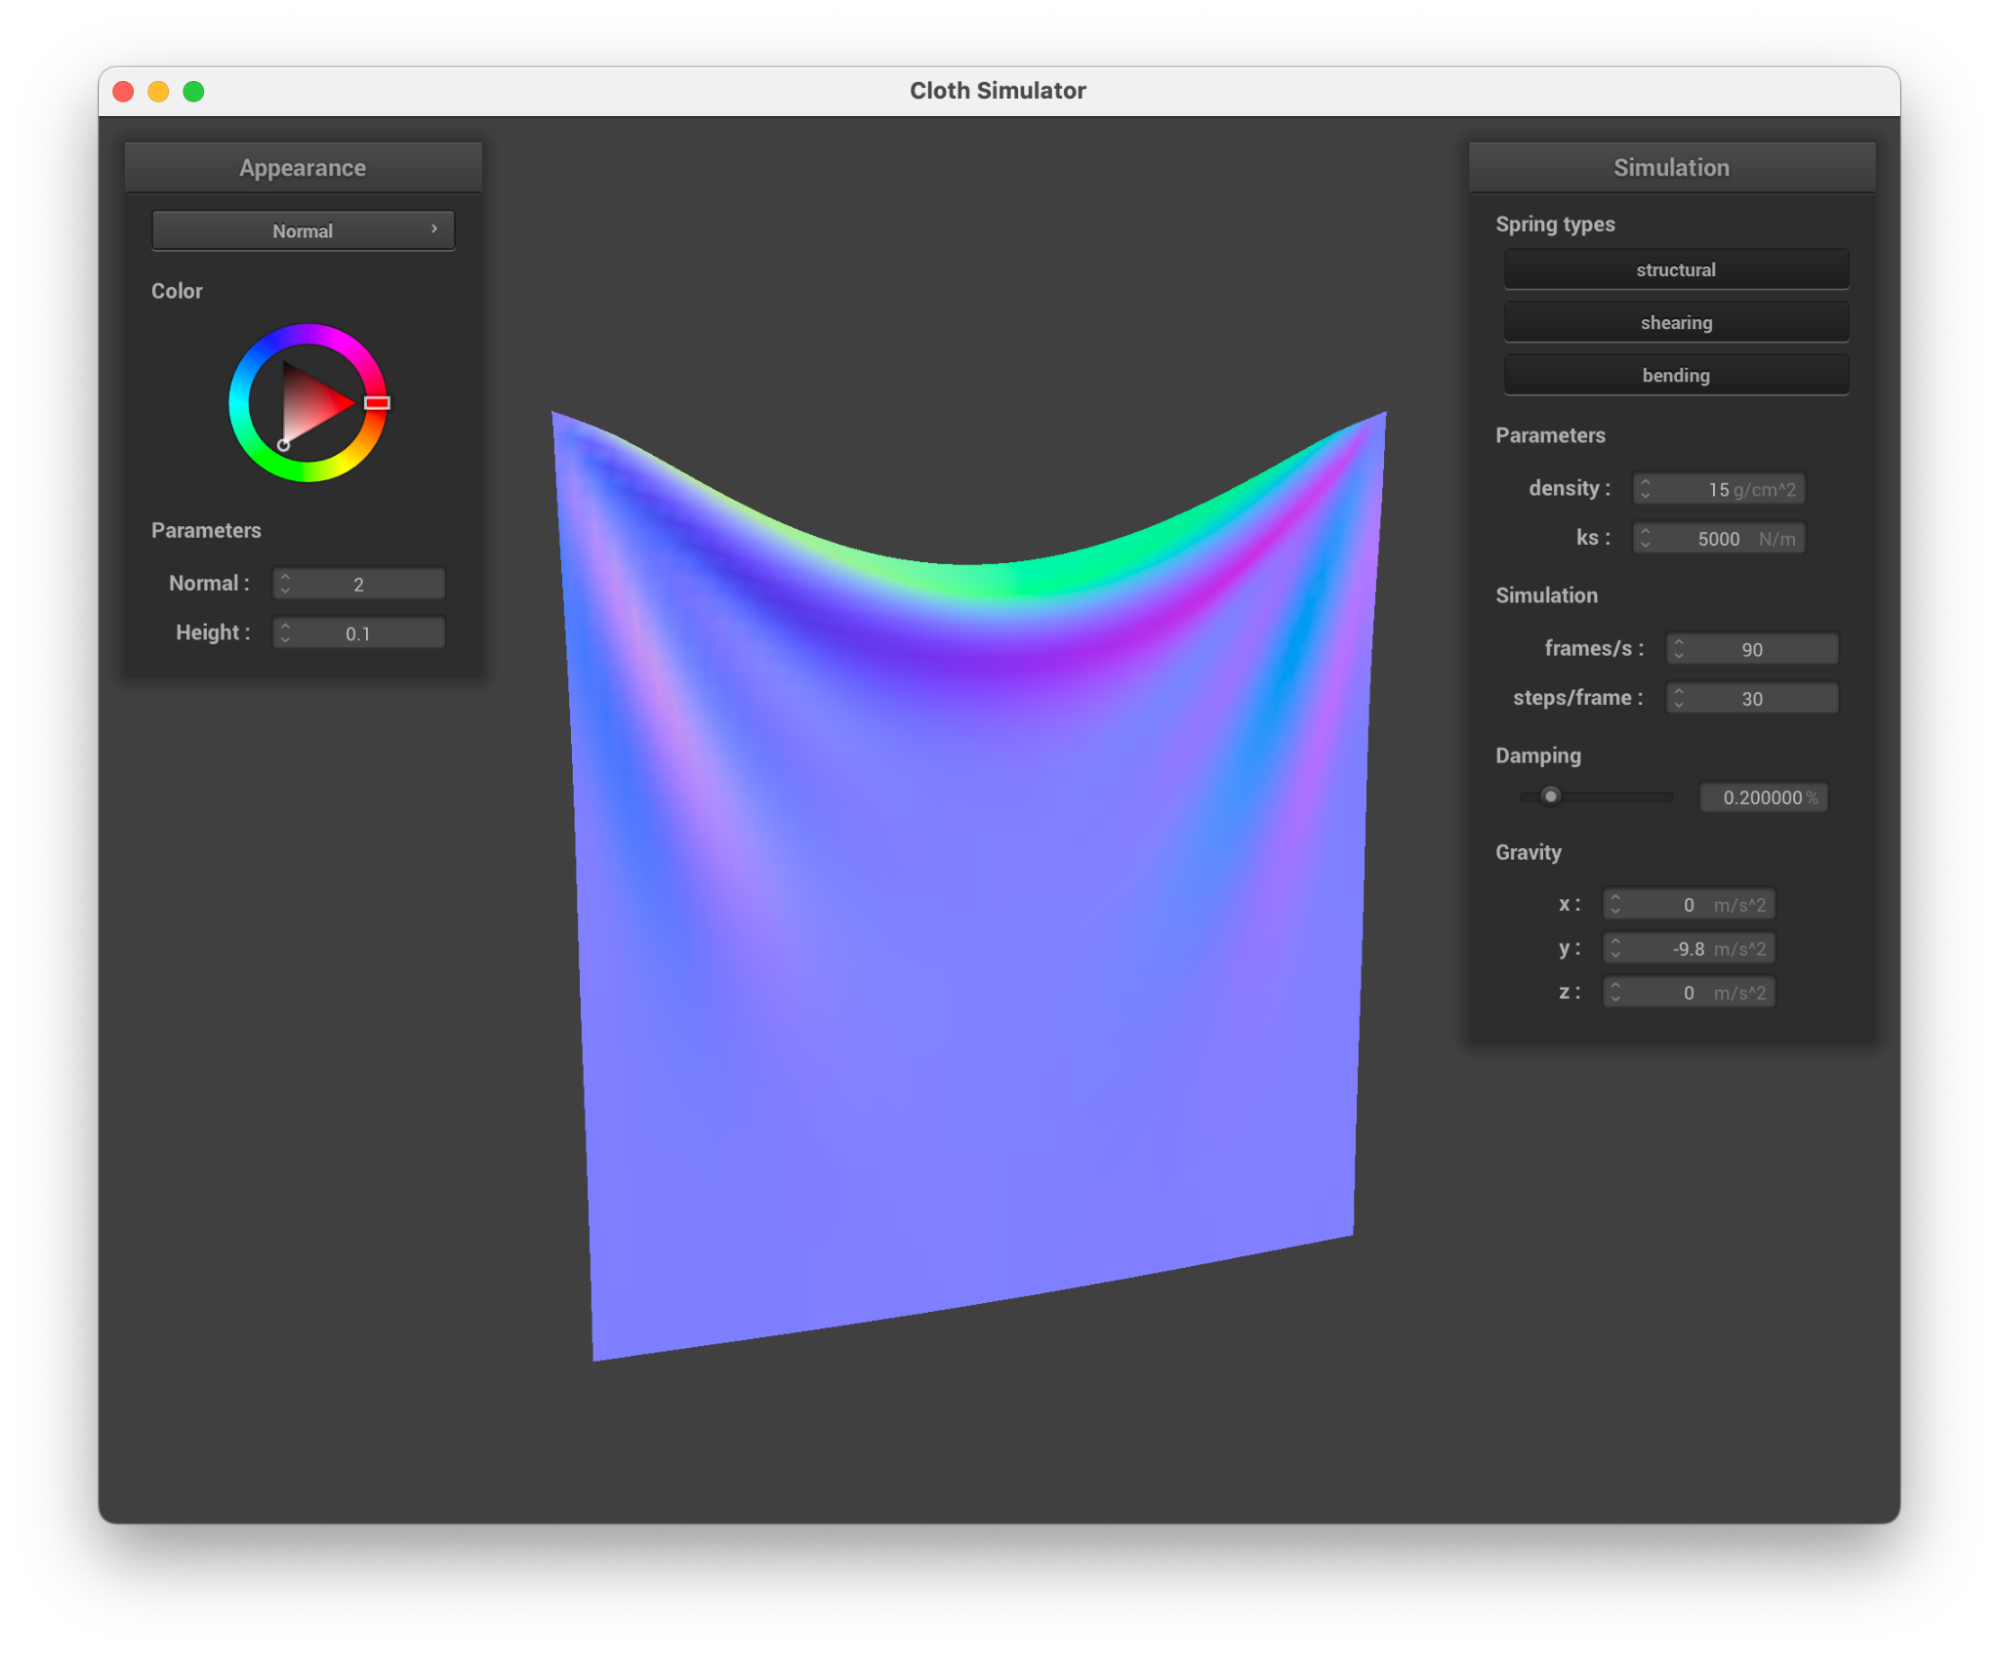 Cloth Simulator
Appearance
Normal
Color
Parameters
Normal : 2
Height : 0.1
Simulation
Spring types
structural
shearing
bending
Parameters
density : 15 g/cm^2
ks : 5000 N/m
Simulation
frames/s : 90
steps/frame : 30
Damping
0.200000 %
Gravity
x : 0 m/s^2
y : -9.8 m/s^2
z : 0 m/s^2